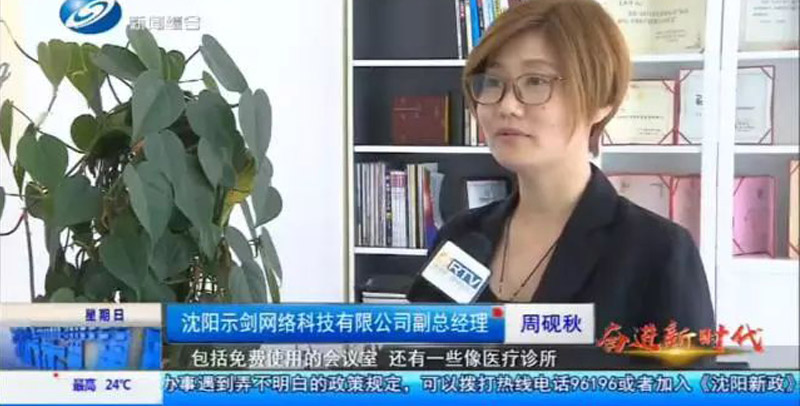 新闻综合
RTV
星期日
沈阳示剑网络科技有限公司副总经理
周砚秋
奋进新时代
包括免费使用的会议室 还有一些像医疗诊所
最高 24℃
办事遇到弄不明白的政策规定，可以拨打热线电话96196或者加入《沈阳新政》